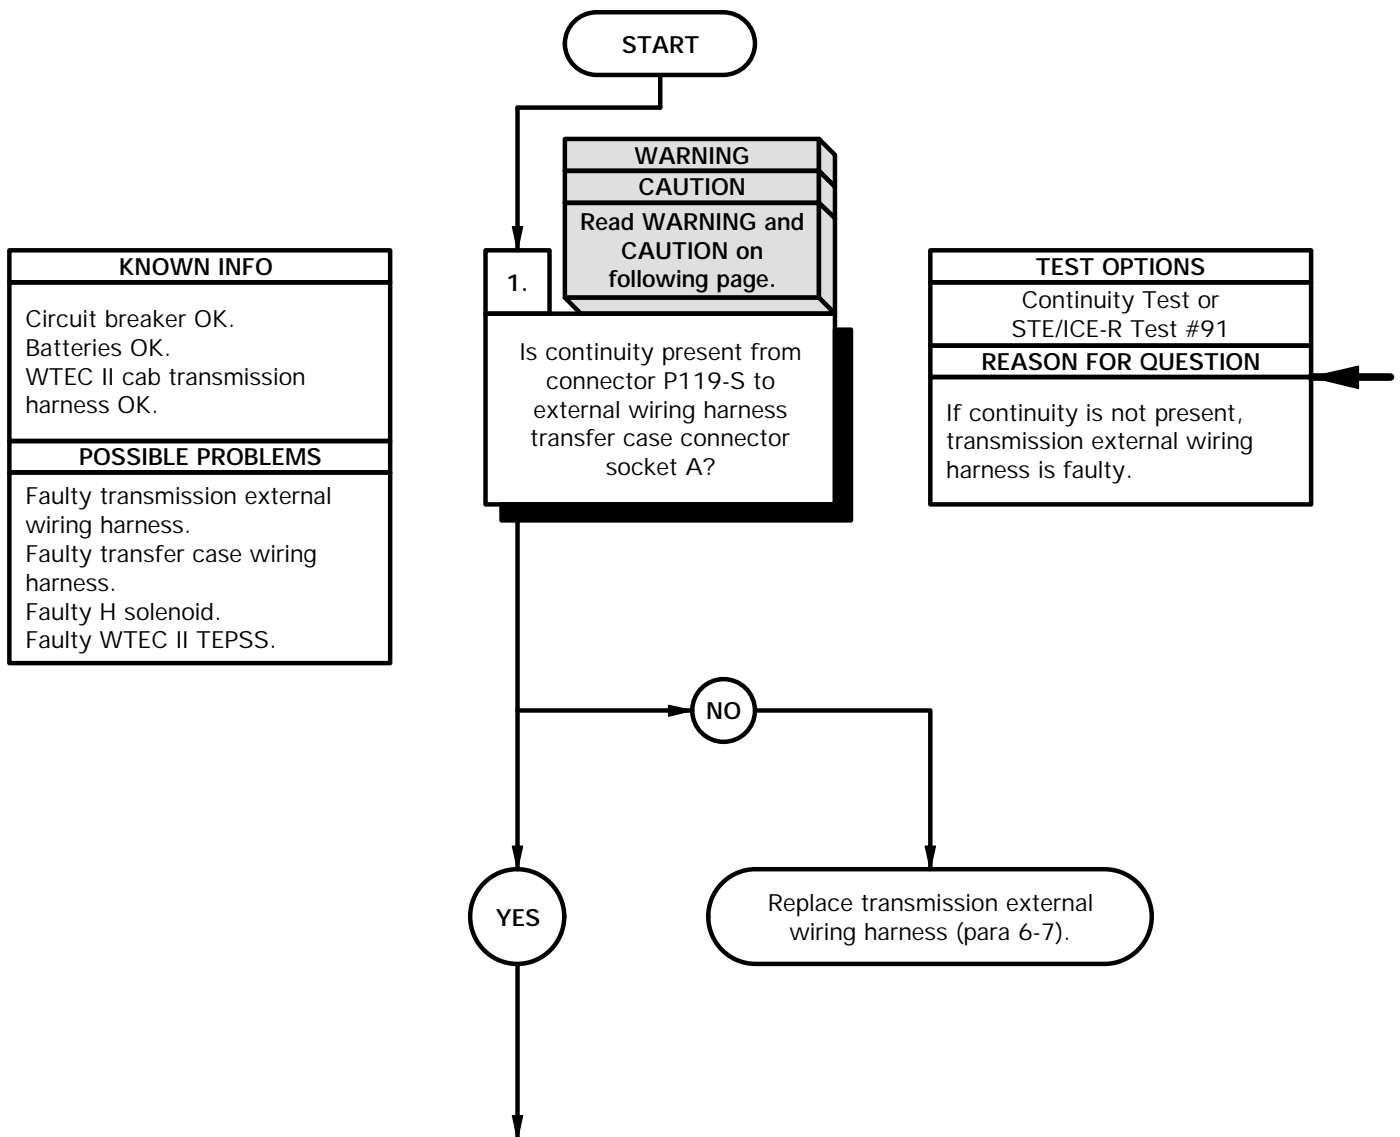 START
WARNING
CAUTION
Read WARNING and
CAUTION on
following page.
KNOWN INFO
Circuit breaker OK.
Batteries OK.
WTEC II cab transmission
harness OK.
POSSIBLE PROBLEMS
Faulty transmission external
wiring harness.
Faulty transfer case wiring
harness.
Faulty H solenoid.
Faulty WTEC II TEPSS.
1.
Is continuity present from
connector P119-S to
external wiring harness
transfer case connector
socket A?
TEST OPTIONS
Continuity Test or
STE/ICE-R Test #91
REASON FOR QUESTION
If continuity is not present,
transmission external wiring
harness is faulty.
NO
YES
Replace transmission external
wiring harness (para 6-7).